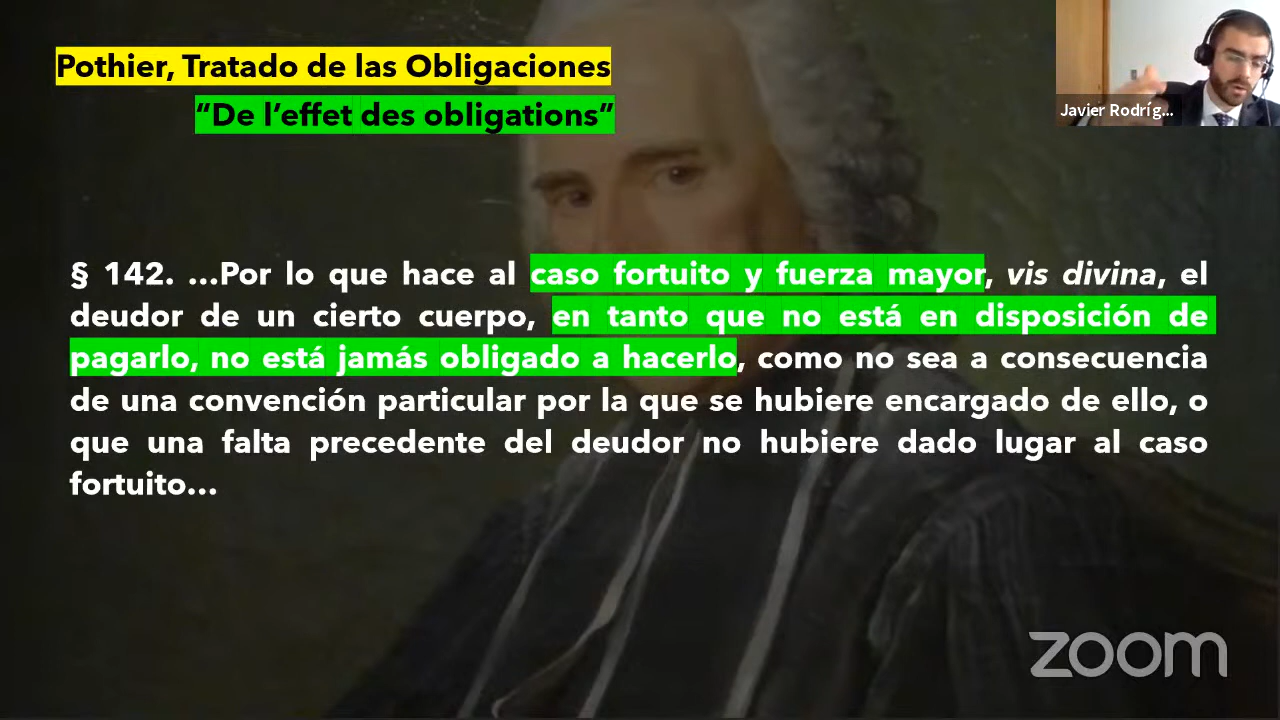 Pothier, Tratado de las Obligaciones
“De l’effet des obligations”
Javier Rodríg...
§ 142. ...Por lo que hace al caso fortuito y fuerza mayor, vis divina, el
deudor de un cierto cuerpo, en tanto que no está en disposición de
pagarlo, no está jamás obligado a hacerlo, como no sea a consecuencia
de una convención particular por la que se hubiere encargado de ello, o
que una falta precedente del deudor no hubiere dado lugar al caso
fortuito...
zoom